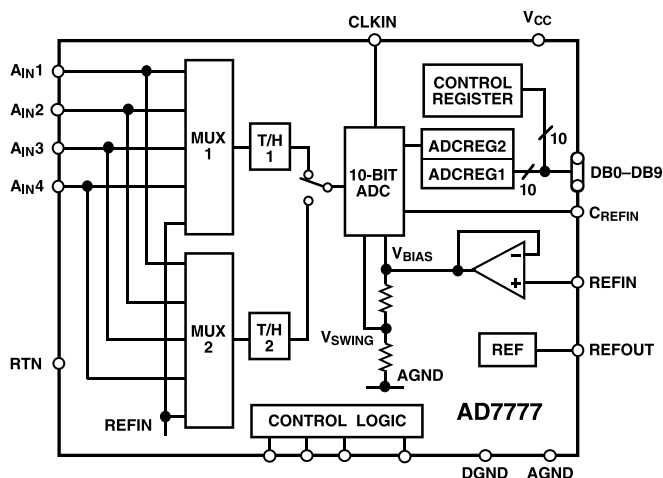 CLKIN
VCC
AIN1
AIN2
AIN3
AIN4
MUX
1
T/H
1
10-BIT
ADC
CONTROL
REGISTER
10
ADCREG2
ADCREG1
10
DB0–DB9
CREFIN
VBIAS
–
+
REFIN
MUX
2
T/H
2
VSWING
REF
REFOUT
RTN
AGND
REFIN
CONTROL LOGIC
AD7777
DGND
AGND